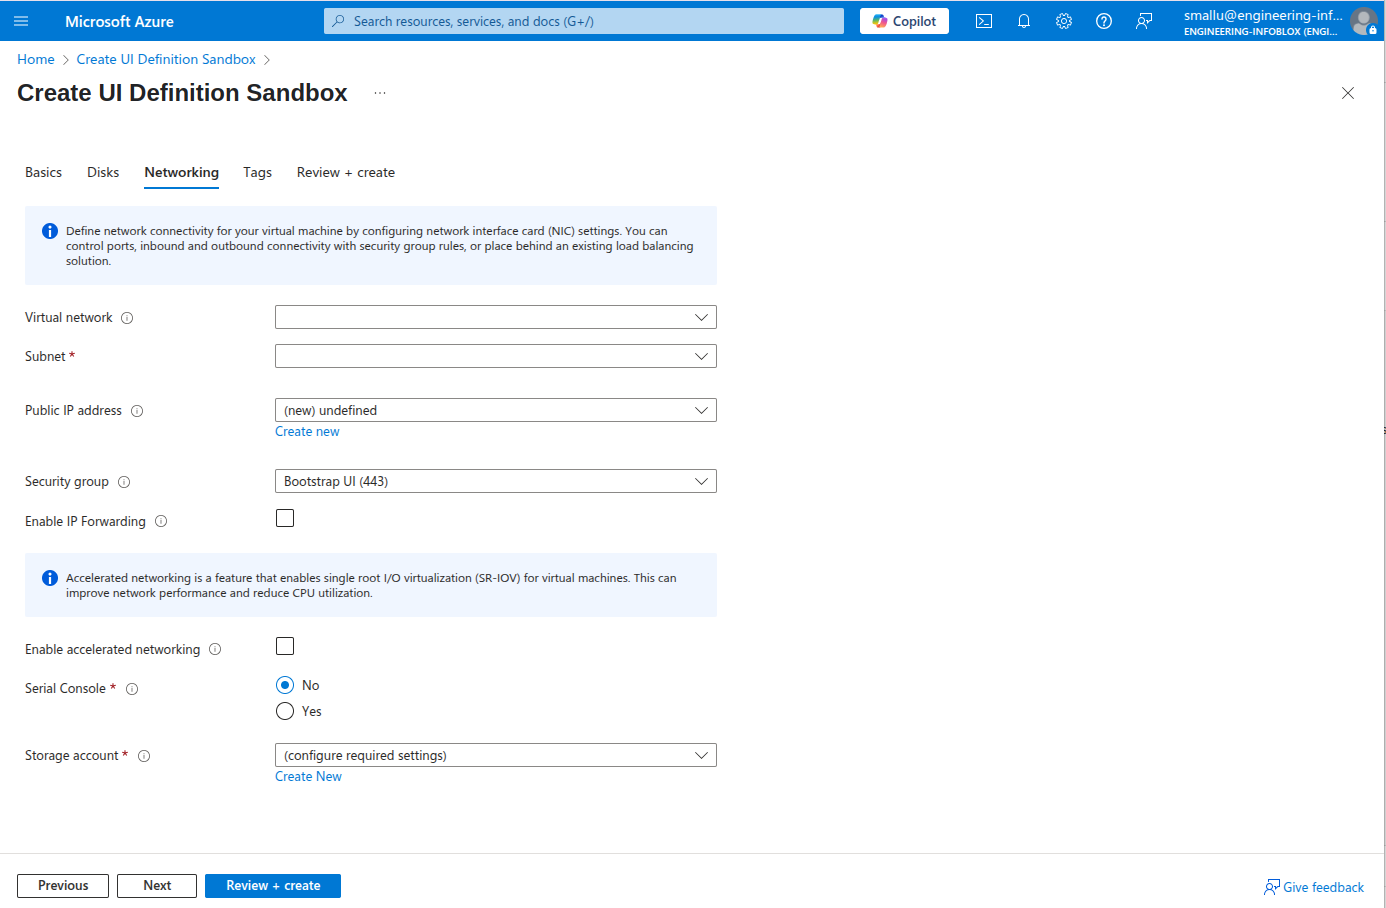 Microsoft Azure
Search resources, services, and docs (G+/)
Copilot
smallu@engineering-inf...
ENGINEERING-INFOBLOX (ENGI...
Home > Create UI Definition Sandbox >
Create UI Definition Sandbox ...
Basics Disks Networking Tags Review + create
Define network connectivity for your virtual machine by configuring network interface card (NIC) settings. You can
control ports, inbound and outbound connectivity with security group rules, or place behind an existing load balancing
solution.
Virtual network
Subnet *
Public IP address (new) undefined
Create new
Security group Bootstrap UI (443)
Enable IP Forwarding
Accelerated networking is a feature that enables single root I/O virtualization (SR-IOV) for virtual machines. This can
improve network performance and reduce CPU utilization.
Enable accelerated networking
Serial Console * No
Yes
Storage account * (configure required settings)
Create New
Previous Next Review + create
Give feedback